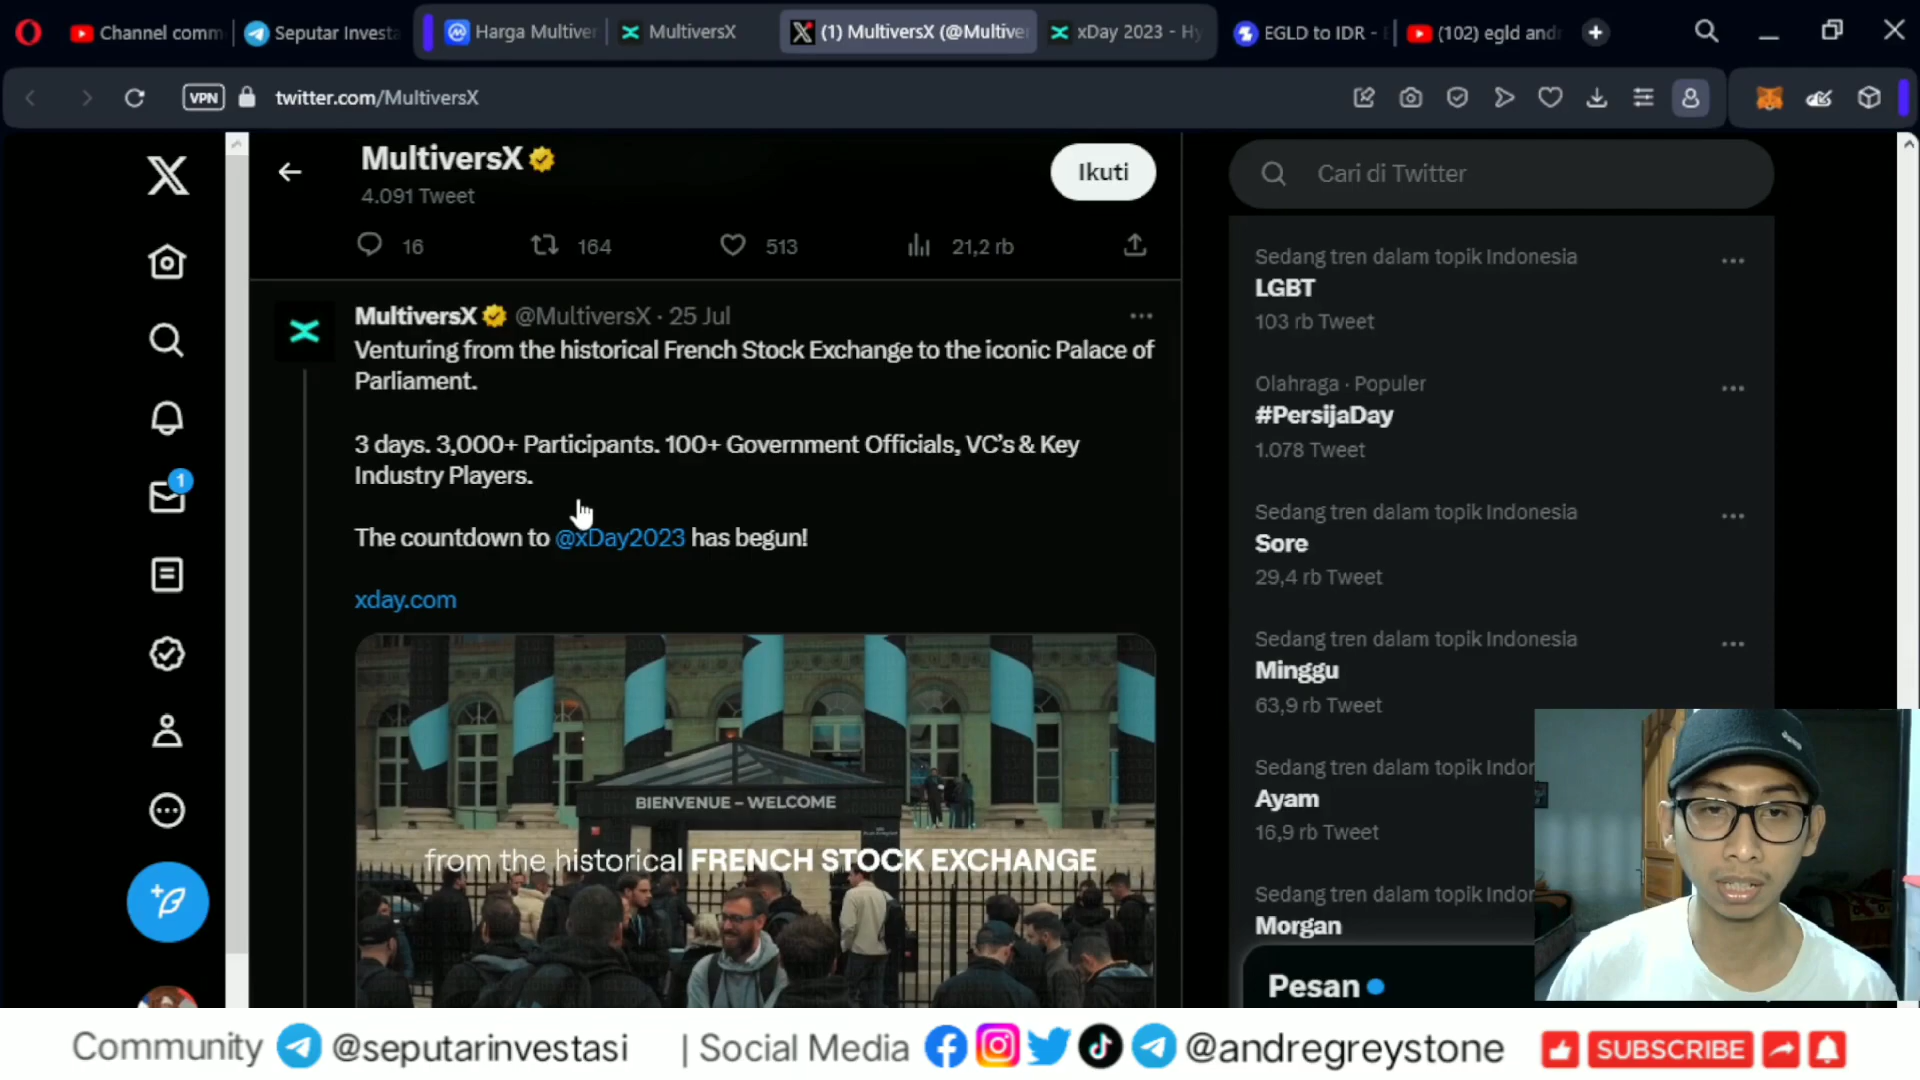 Channel comm
Seputar Invest
Harga Multiver
MultiversX
(1) MultiversX (@Multive
xDay 2023 - Hy
EGLD to IDR -
(102) egld and
VPN
twitter.com/MultiversX
MultiversX
4.091 Tweet
Ikuti
16
164
513
21,2 rb
MultiversX @MultiversX · 25 Jul
Venturing from the historical French Stock Exchange to the iconic Palace of
Parliament.
3 days. 3,000+ Participants. 100+ Government Officials, VC's & Key
Industry Players.
The countdown to @xDay2023 has begun!
xday.com
BIENVENUE – WELCOME
from the historical FRENCH STOCK EXCHANGE
1
Cari di Twitter
Sedang tren dalam topik Indonesia
LGBT
103 rb Tweet
Olahraga · Populer
#PersijaDay
1.078 Tweet
Sedang tren dalam topik Indonesia
Sore
29,4 rb Tweet
Sedang tren dalam topik Indonesia
Minggu
63,9 rb Tweet
Sedang tren dalam topik Indor
Ayam
16,9 rb Tweet
Sedang tren dalam topik Indor
Morgan
Pesan
Community @seputarinvestasi | Social Media @andregreystone SUBSCRIBE